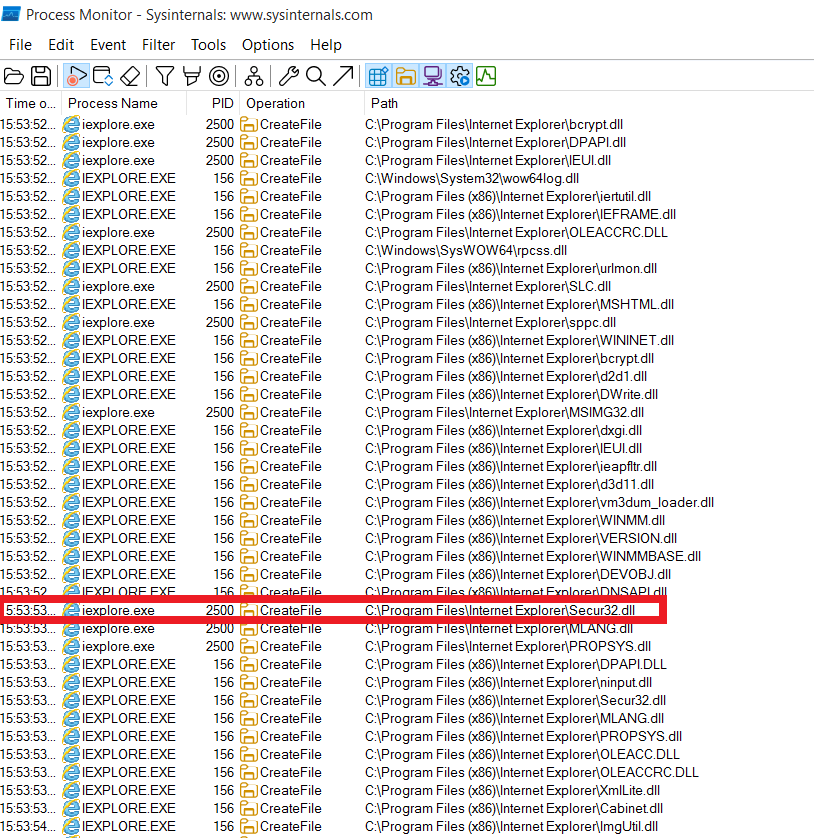 Process Monitor - Sysinternals: www.sysinternals.com
File Edit Event Filter Tools Options Help
Time o... Process Name PID Operation Path
15:53:52... iexplore.exe 2500 CreateFile C:\Program Files\Internet Explorer\bcrypt.dll
15:53:52... iexplore.exe 2500 CreateFile C:\Program Files\Internet Explorer\DPAPI.dll
15:53:52... iexplore.exe 2500 CreateFile C:\Program Files\Internet Explorer\IEUI.dll
15:53:52... IEXPLORE.EXE 156 CreateFile C:\Windows\System32\wow64log.dll
15:53:52... IEXPLORE.EXE 156 CreateFile C:\Program Files (x86)\Internet Explorer\iertutil.dll
15:53:52... IEXPLORE.EXE 156 CreateFile C:\Program Files (x86)\Internet Explorer\IEFRAME.dll
15:53:52... iexplore.exe 2500 CreateFile C:\Program Files\Internet Explorer\OLEACCRC.DLL
15:53:52... IEXPLORE.EXE 156 CreateFile C:\Windows\SysWOW64\rpcss.dll
15:53:52... IEXPLORE.EXE 156 CreateFile C:\Program Files (x86)\Internet Explorer\urlmon.dll
15:53:52... iexplore.exe 2500 CreateFile C:\Program Files\Internet Explorer\SLC.dll
15:53:52... IEXPLORE.EXE 156 CreateFile C:\Program Files (x86)\Internet Explorer\MSHTML.dll
15:53:52... iexplore.exe 2500 CreateFile C:\Program Files\Internet Explorer\sppc.dll
15:53:52... IEXPLORE.EXE 156 CreateFile C:\Program Files (x86)\Internet Explorer\WININET.dll
15:53:52... IEXPLORE.EXE 156 CreateFile C:\Program Files (x86)\Internet Explorer\bcrypt.dll
15:53:52... IEXPLORE.EXE 156 CreateFile C:\Program Files (x86)\Internet Explorer\d2d1.dll
15:53:52... IEXPLORE.EXE 156 CreateFile C:\Program Files (x86)\Internet Explorer\DWrite.dll
15:53:52... iexplore.exe 2500 CreateFile C:\Program Files\Internet Explorer\MSIMG32.dll
15:53:52... IEXPLORE.EXE 156 CreateFile C:\Program Files (x86)\Internet Explorer\dxgi.dll
15:53:52... IEXPLORE.EXE 156 CreateFile C:\Program Files (x86)\Internet Explorer\IEUI.dll
15:53:52... IEXPLORE.EXE 156 CreateFile C:\Program Files (x86)\Internet Explorer\ieapfltr.dll
15:53:52... IEXPLORE.EXE 156 CreateFile C:\Program Files (x86)\Internet Explorer\d3d11.dll
15:53:52... IEXPLORE.EXE 156 CreateFile C:\Program Files (x86)\Internet Explorer\vm3dum_loader.dll
15:53:52... IEXPLORE.EXE 156 CreateFile C:\Program Files (x86)\Internet Explorer\WINMM.dll
15:53:52... IEXPLORE.EXE 156 CreateFile C:\Program Files (x86)\Internet Explorer\VERSION.dll
15:53:52... IEXPLORE.EXE 156 CreateFile C:\Program Files (x86)\Internet Explorer\WINMMBASE.dll
15:53:52... IEXPLORE.EXE 156 CreateFile C:\Program Files (x86)\Internet Explorer\DEVOBJ.dll
15:53:52... IEXPLORE.EXE 156 CreateFile C:\Program Files (x86)\Internet Explorer\DNSAPI.dll
5:53:53... iexplore.exe 2500 CreateFile C:\Program Files\Internet Explorer\Secur32.dll
15:53:53... iexplore.exe 2500 CreateFile C:\Program Files\Internet Explorer\MLANG.dll
15:53:53... iexplore.exe 2500 CreateFile C:\Program Files\Internet Explorer\PROPSYS.dll
15:53:53... IEXPLORE.EXE 156 CreateFile C:\Program Files (x86)\Internet Explorer\DPAPI.DLL
15:53:53... IEXPLORE.EXE 156 CreateFile C:\Program Files (x86)\Internet Explorer\ninput.dll
15:53:53... IEXPLORE.EXE 156 CreateFile C:\Program Files (x86)\Internet Explorer\Secur32.dll
15:53:53... IEXPLORE.EXE 156 CreateFile C:\Program Files (x86)\Internet Explorer\MLANG.dll
15:53:53... IEXPLORE.EXE 156 CreateFile C:\Program Files (x86)\Internet Explorer\PROPSYS.dll
15:53:53... IEXPLORE.EXE 156 CreateFile C:\Program Files (x86)\Internet Explorer\OLEACC.DLL
15:53:53... IEXPLORE.EXE 156 CreateFile C:\Program Files (x86)\Internet Explorer\OLEACCRC.DLL
15:53:53... IEXPLORE.EXE 156 CreateFile C:\Program Files (x86)\Internet Explorer\XmlLite.dll
15:53:53... IEXPLORE.EXE 156 CreateFile C:\Program Files (x86)\Internet Explorer\Cabinet.dll
15:53:54... IEXPLORE.EXE 156 CreateFile C:\Program Files (x86)\Internet Explorer\ImgUtil.dll